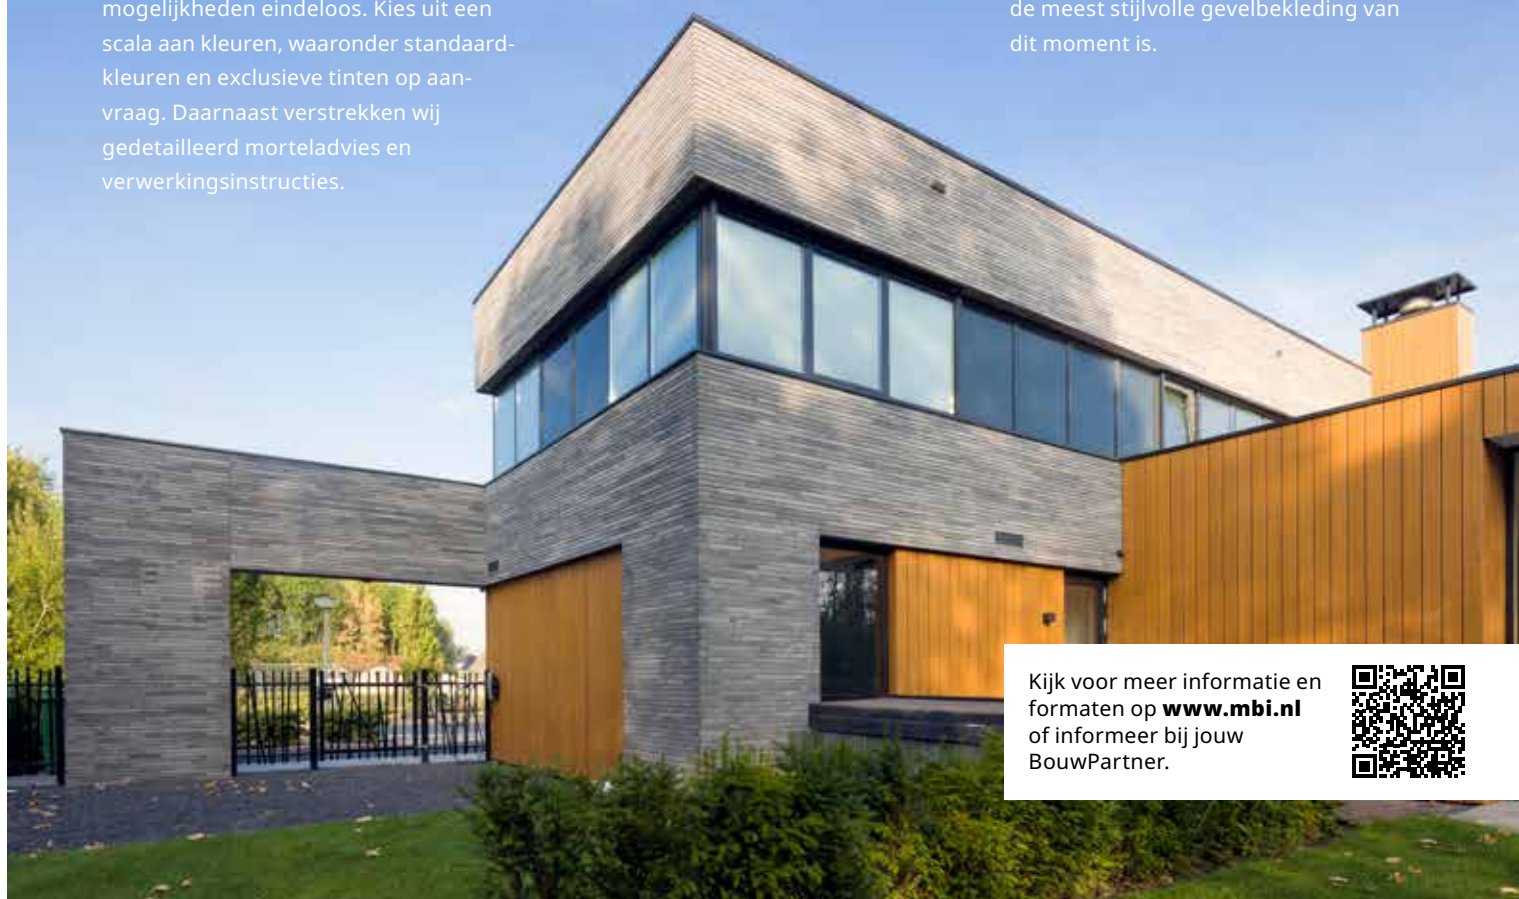 mogelijkheden eindeloos. Kies uit een
scala aan kleuren, waaronder standaard-
kleuren en exclusieve tinten op aan-
vraag. Daarnaast verstrekken wij
gedetailleerd morteladvies en
verwerkingsinstructies.
de meest stijlvolle gevelbekleding van
dit moment is.
Kijk voor meer informatie en
formaten op www.mbi.nl
of informeer bij jouw
BouwPartner.